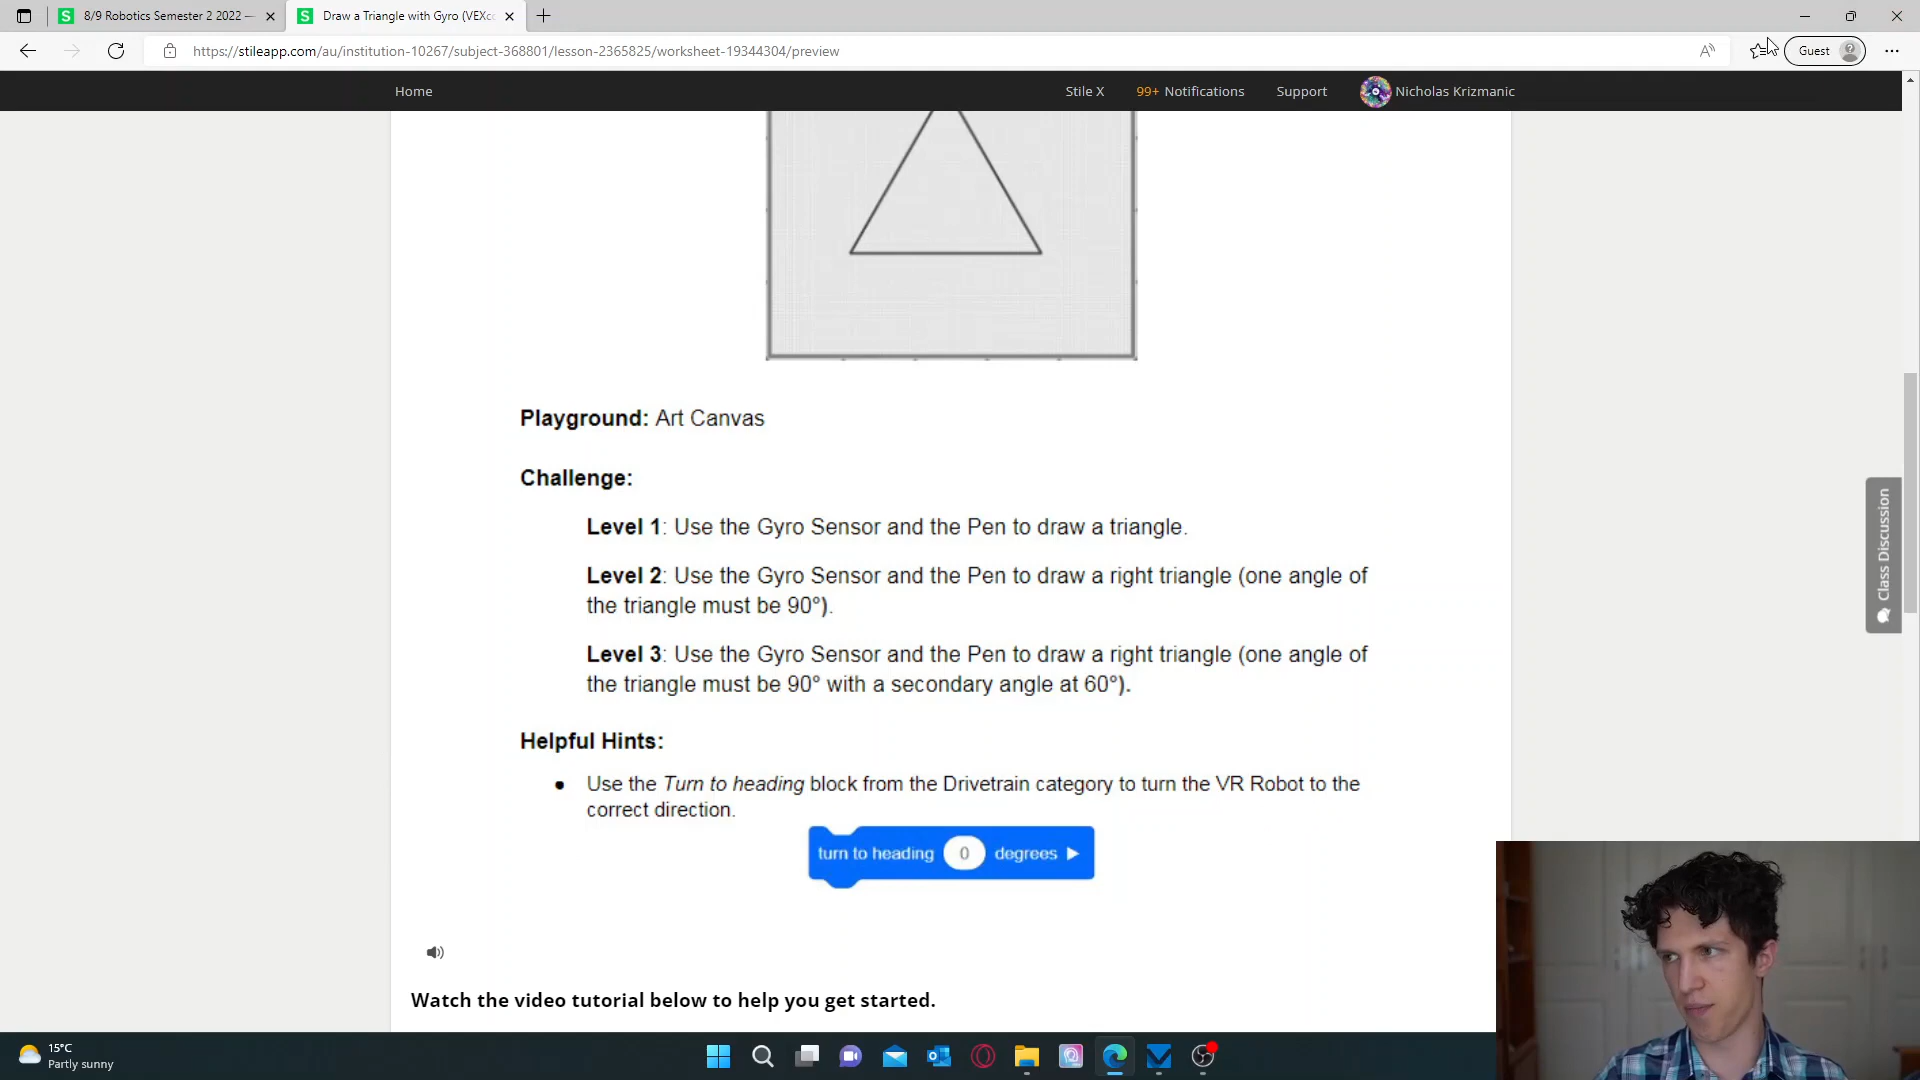 8/9 Robotics Semester 2 2022 —
Draw a Triangle with Gyro (VEXcc
https://stileapp.com/au/institution-10267/subject-368801/lesson-2365825/worksheet-19344304/preview
Guest
Home
Stile X
99+ Notifications
Support
Nicholas Krizmanic
Playground: Art Canvas
Challenge:
Level 1: Use the Gyro Sensor and the Pen to draw a triangle.
Level 2: Use the Gyro Sensor and the Pen to draw a right triangle (one angle of
the triangle must be 90°).
Level 3: Use the Gyro Sensor and the Pen to draw a right triangle (one angle of
the triangle must be 90° with a secondary angle at 60°).
Class Discussion
Helpful Hints:
• Use the Turn to heading block from the Drivetrain category to turn the VR Robot to the
correct direction.
turn to heading 0 degrees
Watch the video tutorial below to help you get started.
15°C
Partly sunny